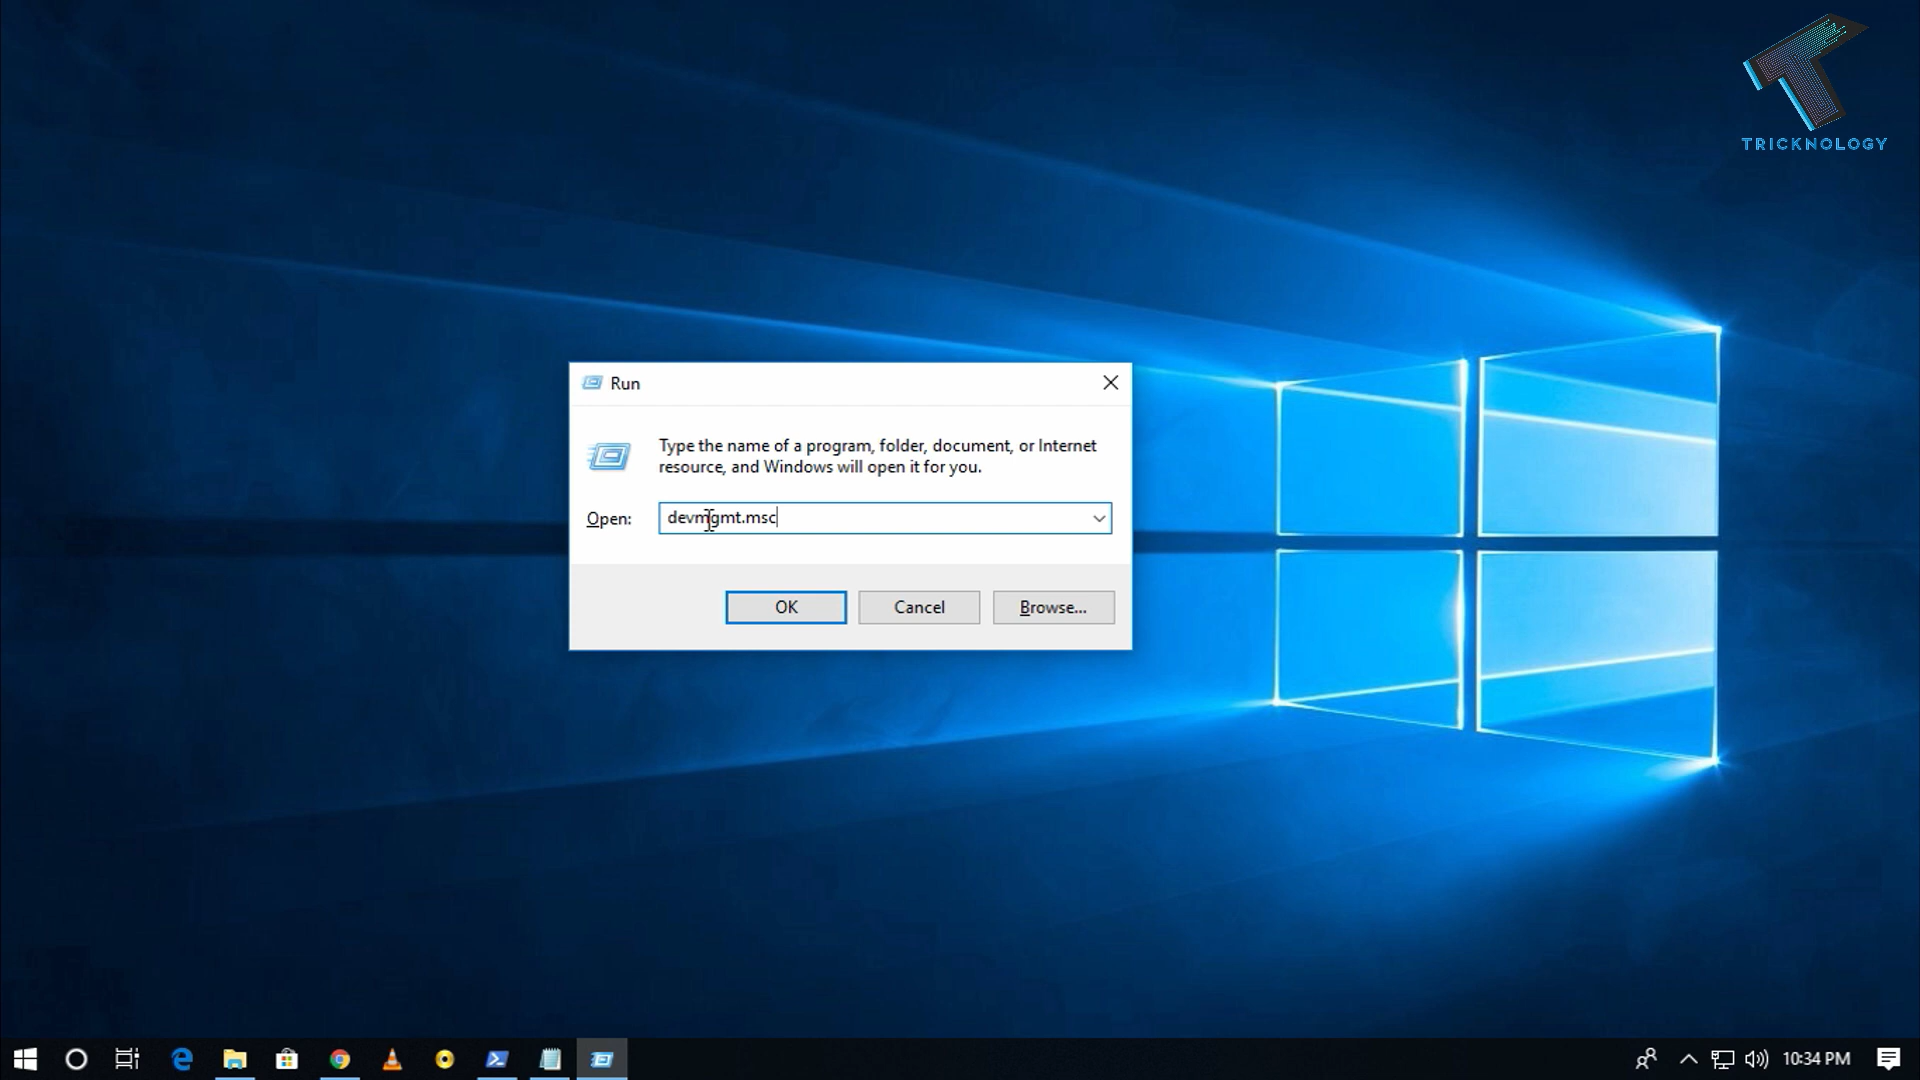 TRICKNOLOGY
Run
Type the name of a program, folder, document, or Internet
resource, and Windows will open it for you.
Open: devmgmt.msc
OK Cancel Browse...
10:34 PM